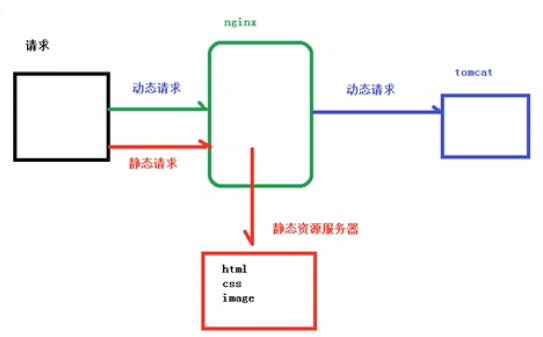 nginx
请求
tomcat
动态请求
动态请求
静态请求
静态资源服务器
html
css
image